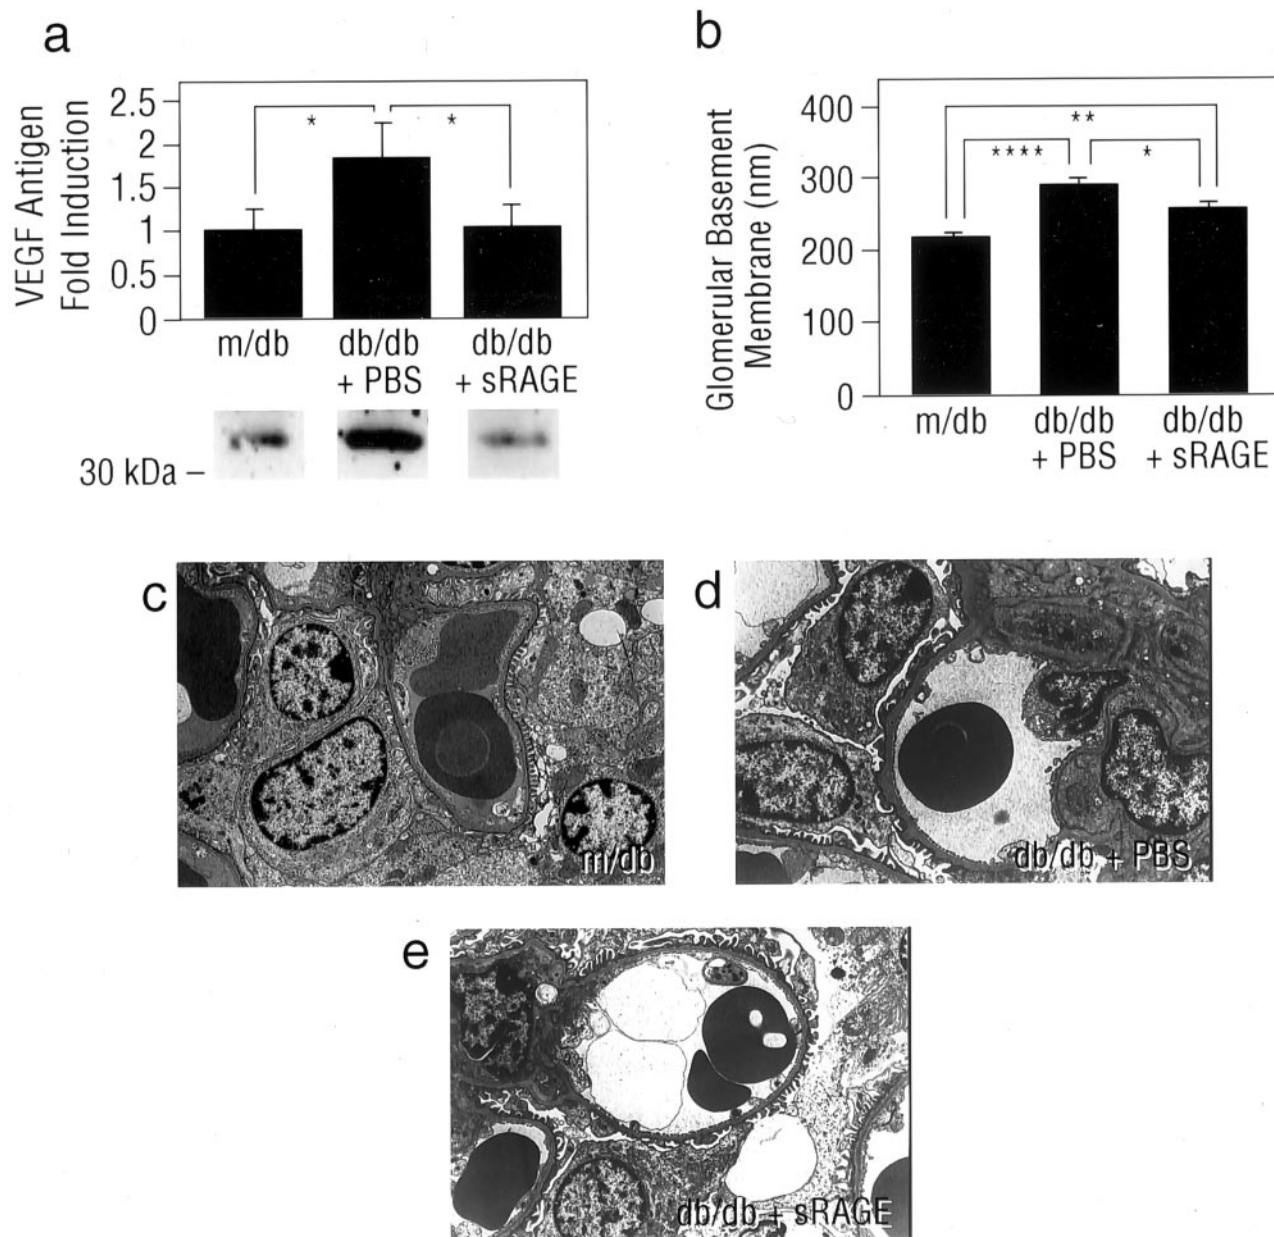 a
VEGF Antigen
Fold Induction
2.5
2
1.5
1
0.5
0
*
*
m/db
db/db
+ PBS
db/db
+ sRAGE
30 kDa –
b
Glomerular Basement
Membrane (nm)
400
300
200
100
0
**
****
*
m/db
db/db
+ PBS
db/db
+ sRAGE
c
m/db
d
db/db + PBS
e
db/db + sRAGE